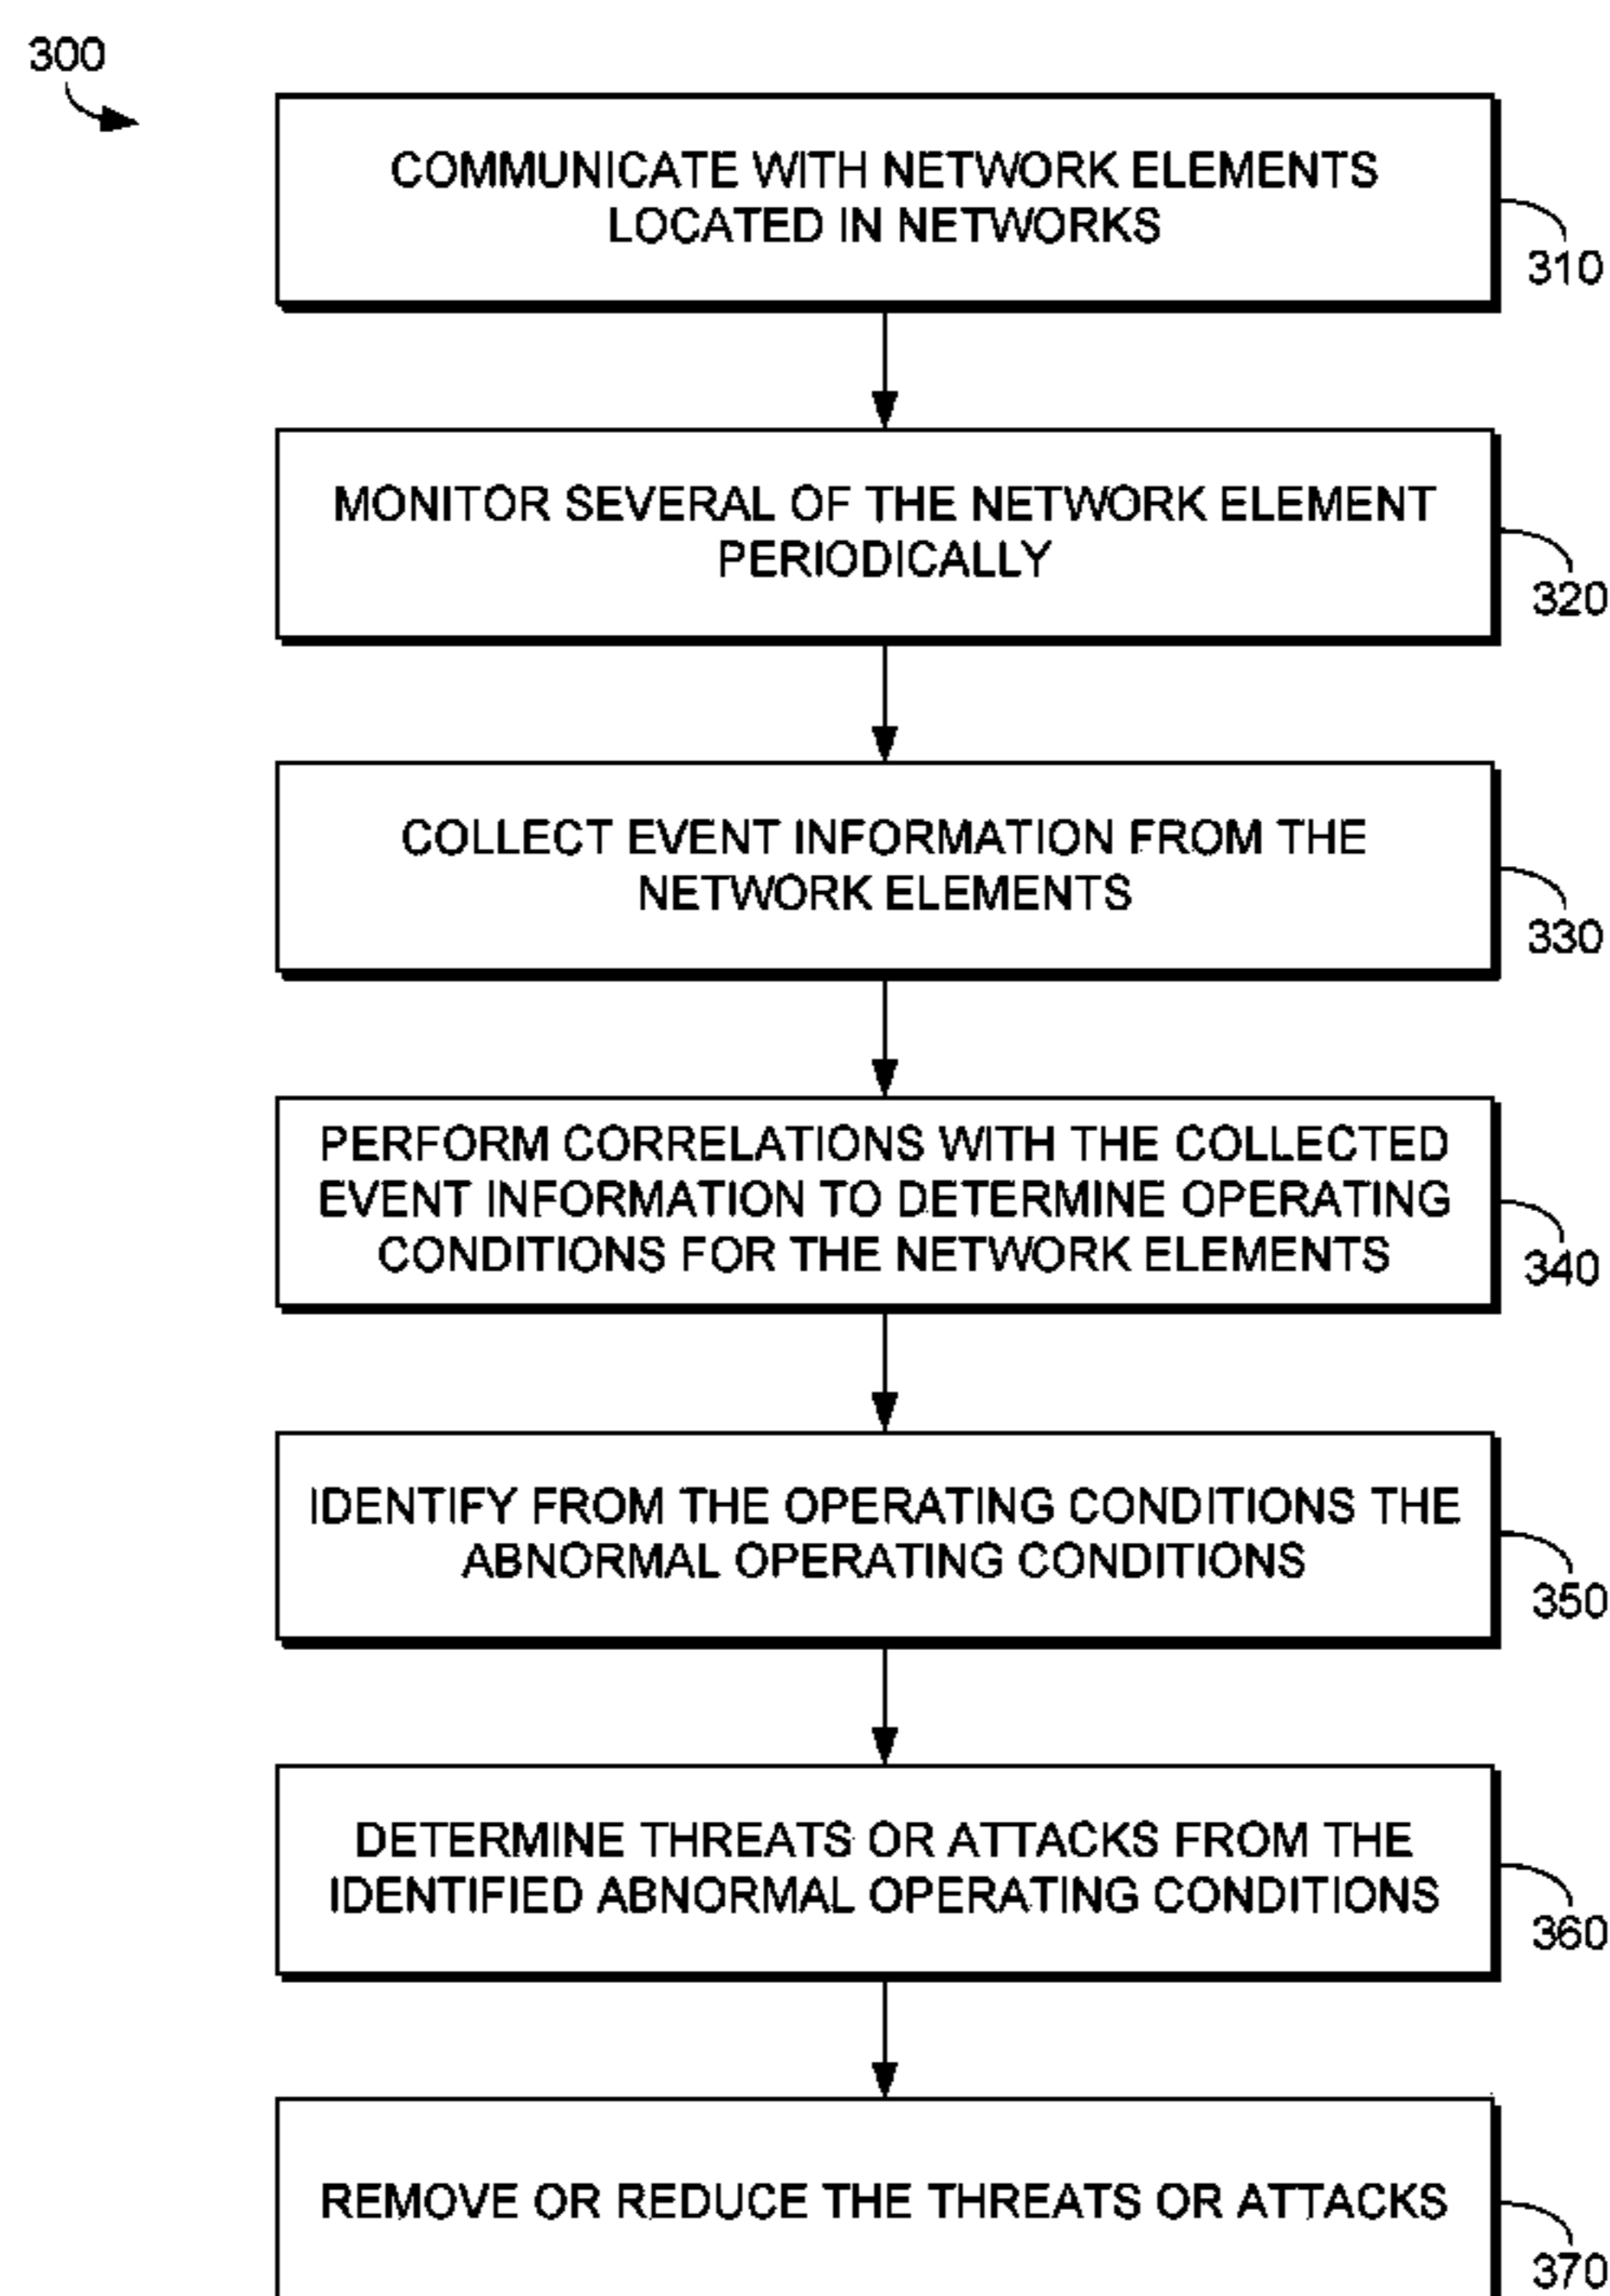 300
COMMUNICATE WITH NETWORK ELEMENTS
LOCATED IN NETWORKS
310
MONITOR SEVERAL OF THE NETWORK ELEMENT
PERIODICALLY
320
COLLECT EVENT INFORMATION FROM THE
NETWORK ELEMENTS
330
PERFORM CORRELATIONS WITH THE COLLECTED
EVENT INFORMATION TO DETERMINE OPERATING
CONDITIONS FOR THE NETWORK ELEMENTS
340
IDENTIFY FROM THE OPERATING CONDITIONS THE
ABNORMAL OPERATING CONDITIONS
350
DETERMINE THREATS OR ATTACKS FROM THE
IDENTIFIED ABNORMAL OPERATING CONDITIONS
360
REMOVE OR REDUCE THE THREATS OR ATTACKS
370